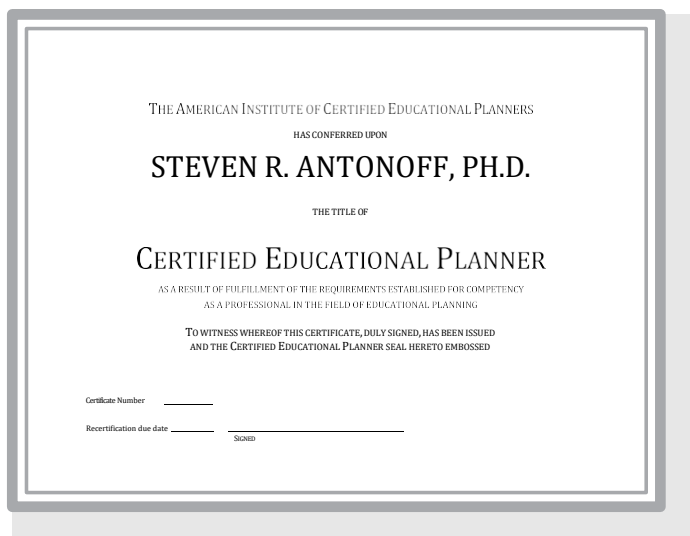 THE AMERICAN INSTITUTE OF CERTIFIED EDUCATIONAL PLANNERS
HAS CONFERRED UPON
STEVEN R. ANTONOFF, PH.D.
THE TITLE OF
CERTIFIED EDUCATIONAL PLANNER
AS A RESULT OF FULFILLMENT OF THE REQUIREMENTS ESTABLISHED FOR COMPETENCY
AS A PROFESSIONAL IN THE FIELD OF EDUCATIONAL PLANNING
TO WITNESS WHEREOF THIS CERTIFICATE, DULY SIGNED, HAS BEEN ISSUED
AND THE CERTIFIED EDUCATIONAL PLANNER SEAL HERETO EMBOSSED
Certificate Number
Recertification due date
SIGNED